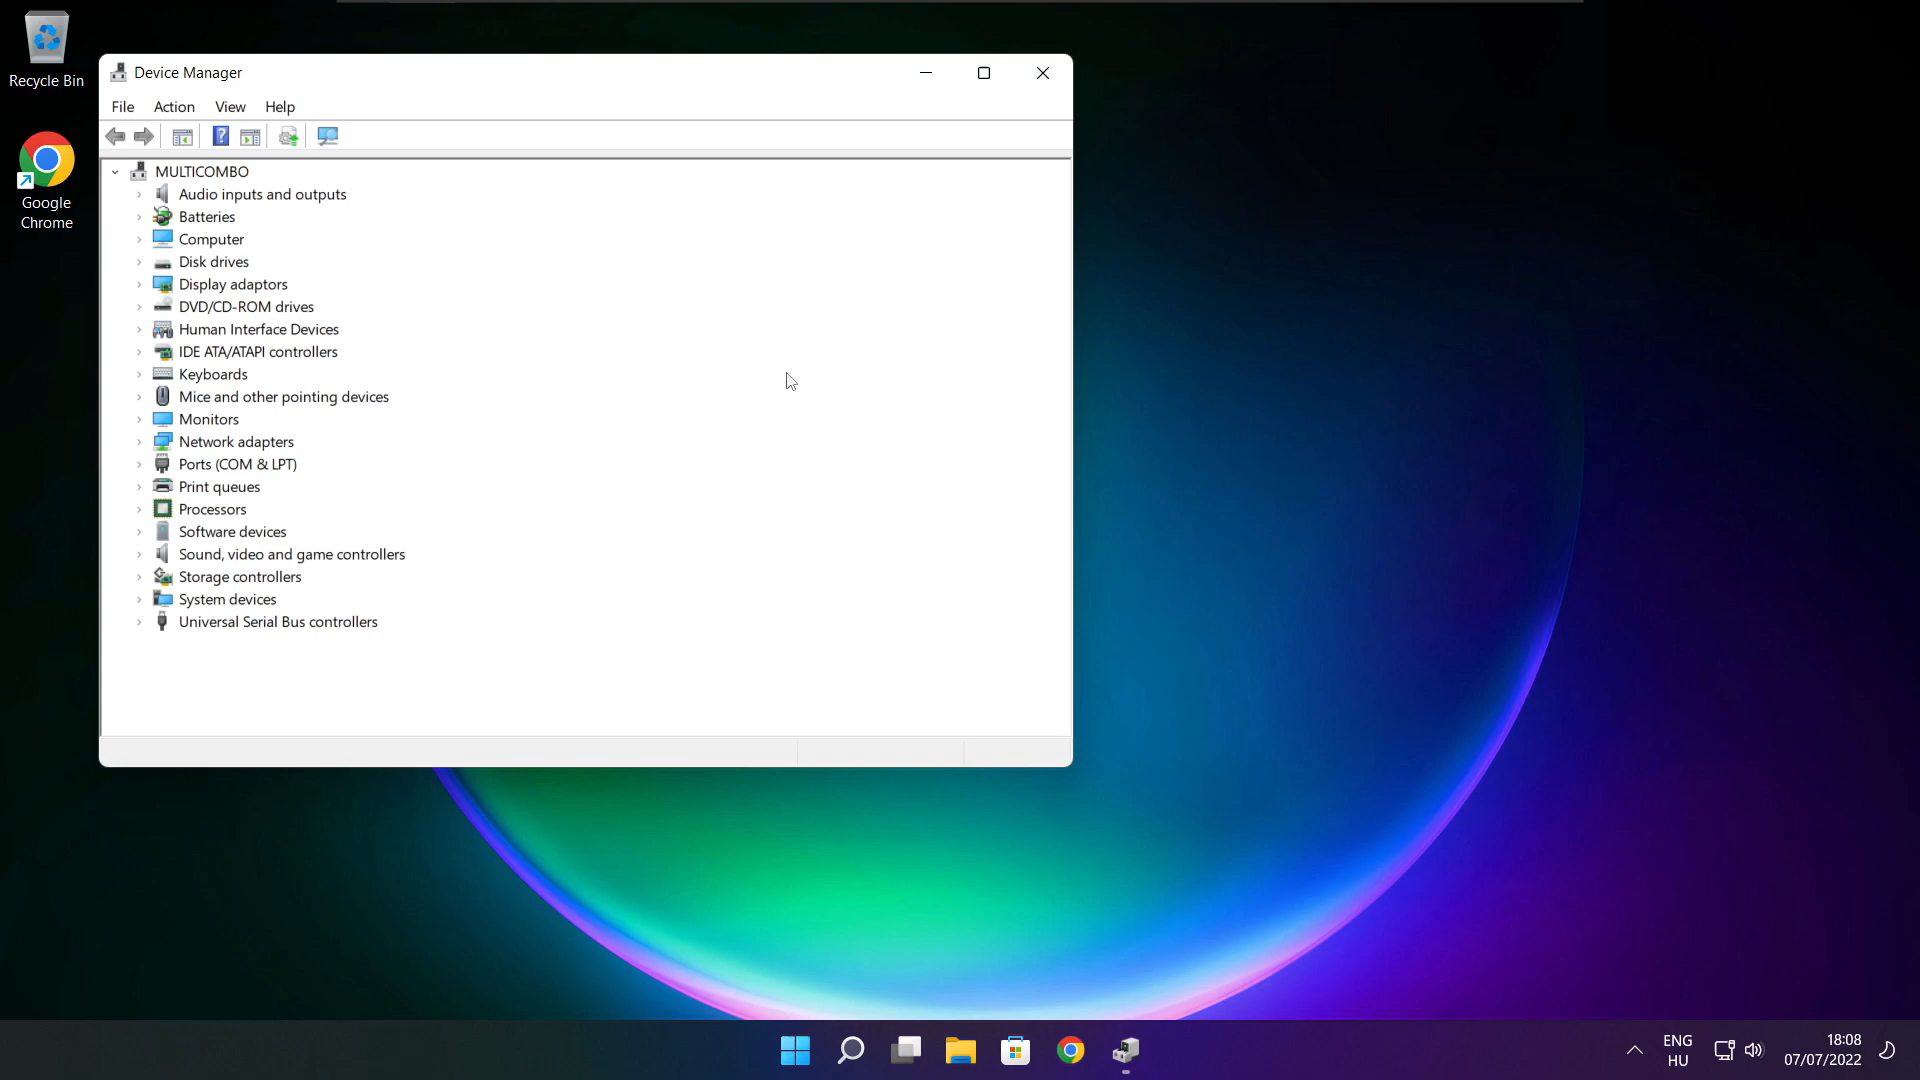 Recycle Bin
Google
Chrome
Device Manager
File Action View Help
MULTICOMBO
Audio inputs and outputs
Batteries
Computer
Disk drives
Display adaptors
DVD/CD-ROM drives
Human Interface Devices
IDE ATA/ATAPI controllers
Keyboards
Mice and other pointing devices
Monitors
Network adapters
Ports (COM & LPT)
Print queues
Processors
Software devices
Sound, video and game controllers
Storage controllers
System devices
Universal Serial Bus controllers
ENG
HU
18:08
07/07/2022